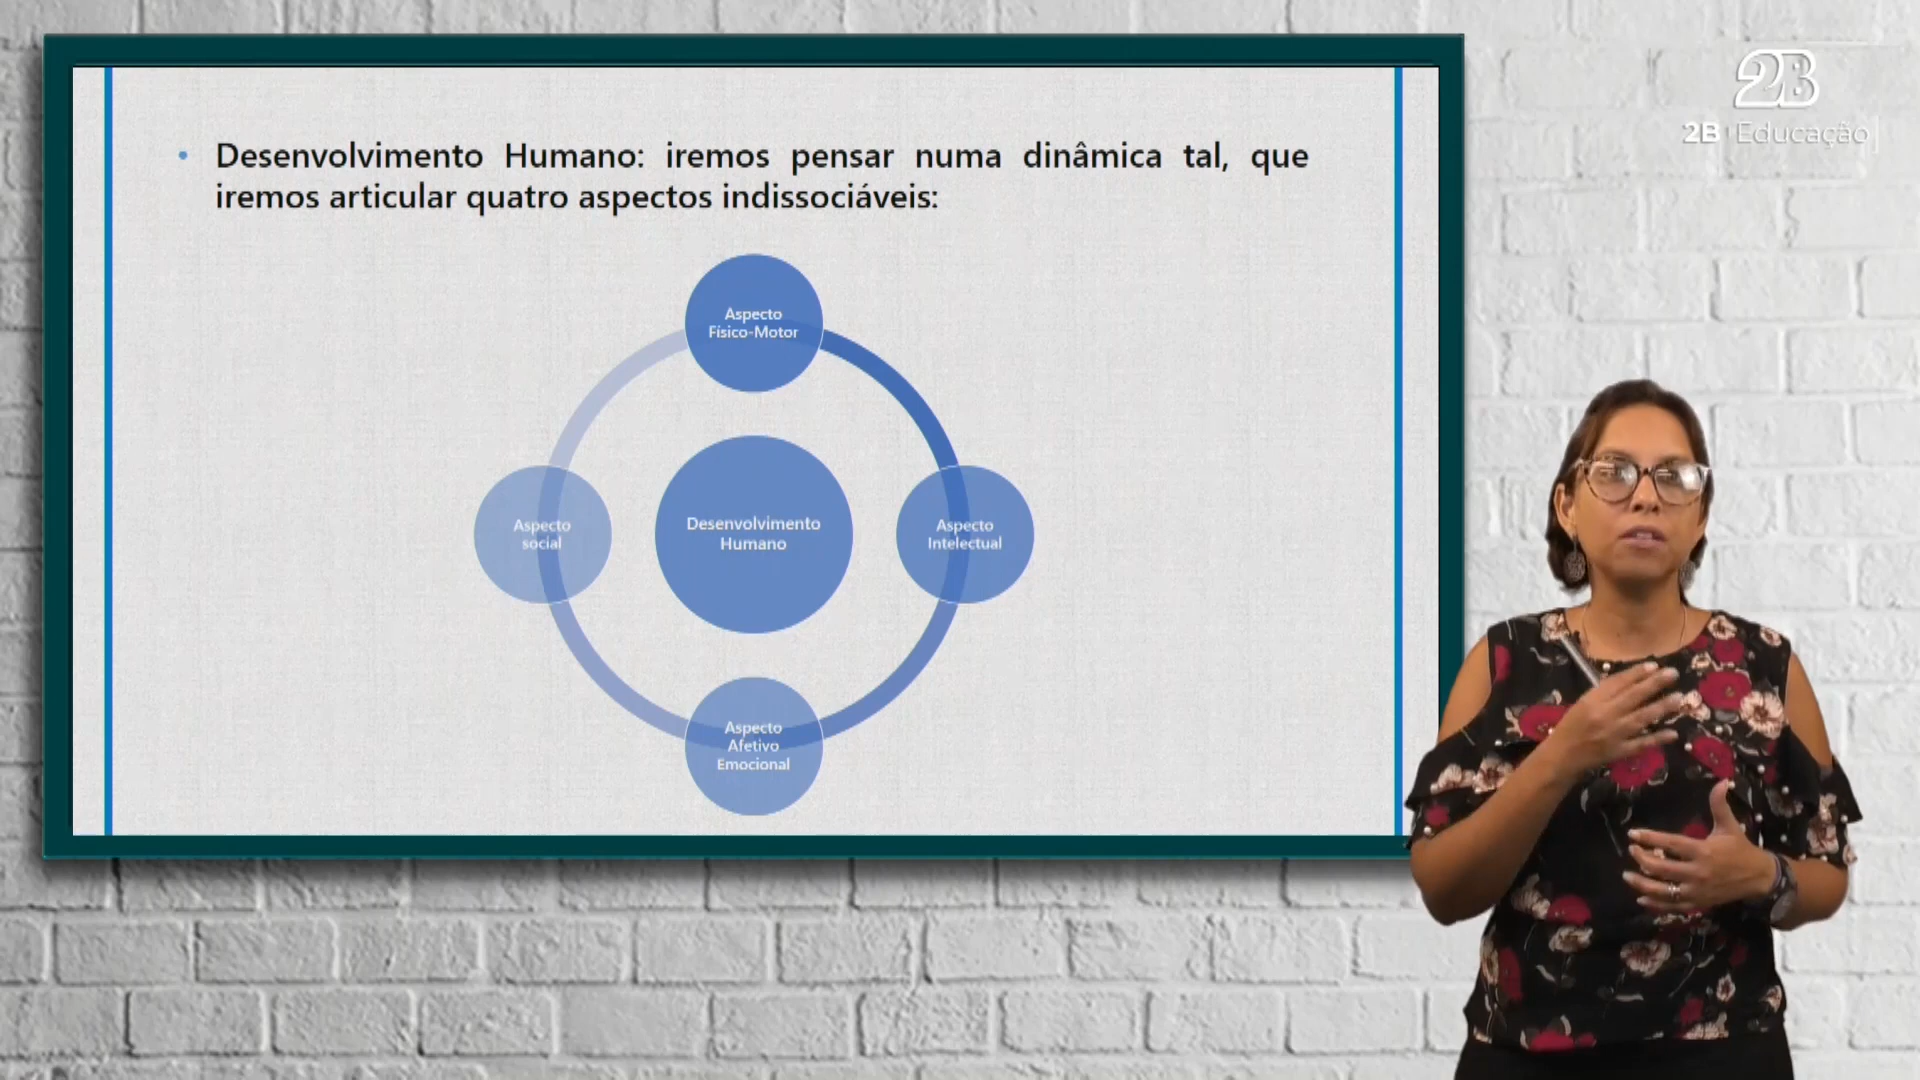 2B
2B Educação
• Desenvolvimento Humano: iremos pensar numa dinâmica tal, que
iremos articular quatro aspectos indissociáveis:
Aspecto
Físico-Motor
Aspecto
social
Desenvolvimento
Humano
Aspecto
Intelectual
Aspecto
Afetivo
Emocional